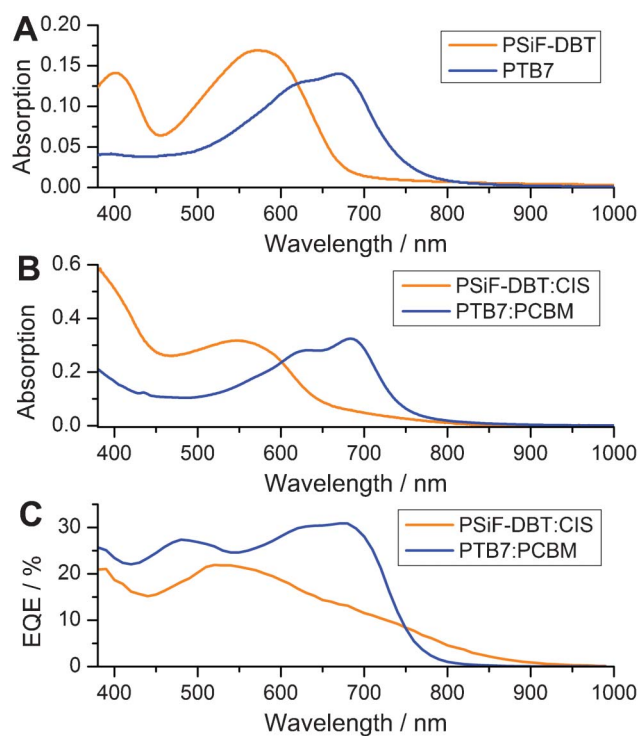 A
0.20
0.15
0.10
0.05
0.00
Absorption
PSiF-DBT
PTB7
400 500 600 700 800 900 1000
Wavelength / nm
B
0.6
0.4
0.2
0.0
Absorption
PSiF-DBT:CIS
PTB7:PCBM
400 500 600 700 800 900 1000
Wavelength / nm
C
30
20
10
0
EQE / %
PSiF-DBT:CIS
PTB7:PCBM
400 500 600 700 800 900 1000
Wavelength / nm